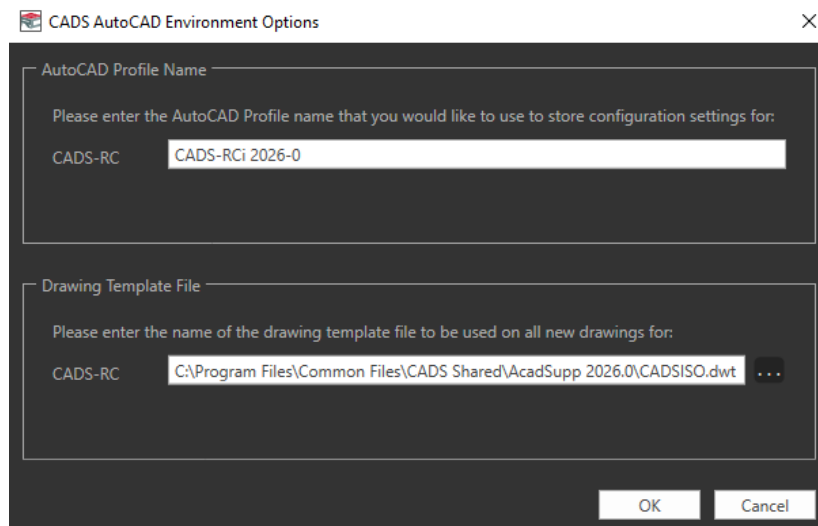 CADS AutoCAD Environment Options
AutoCAD Profile Name
Please enter the AutoCAD Profile name that you would like to use to store configuration settings for:
CADS-RC CADS-RCi 2026-0
Drawing Template File
Please enter the name of the drawing template file to be used on all new drawings for:
CADS-RC C:\Program Files\Common Files\CADS Shared\AcadSupp 2026.0\CADSISO.dwt ...
OK Cancel